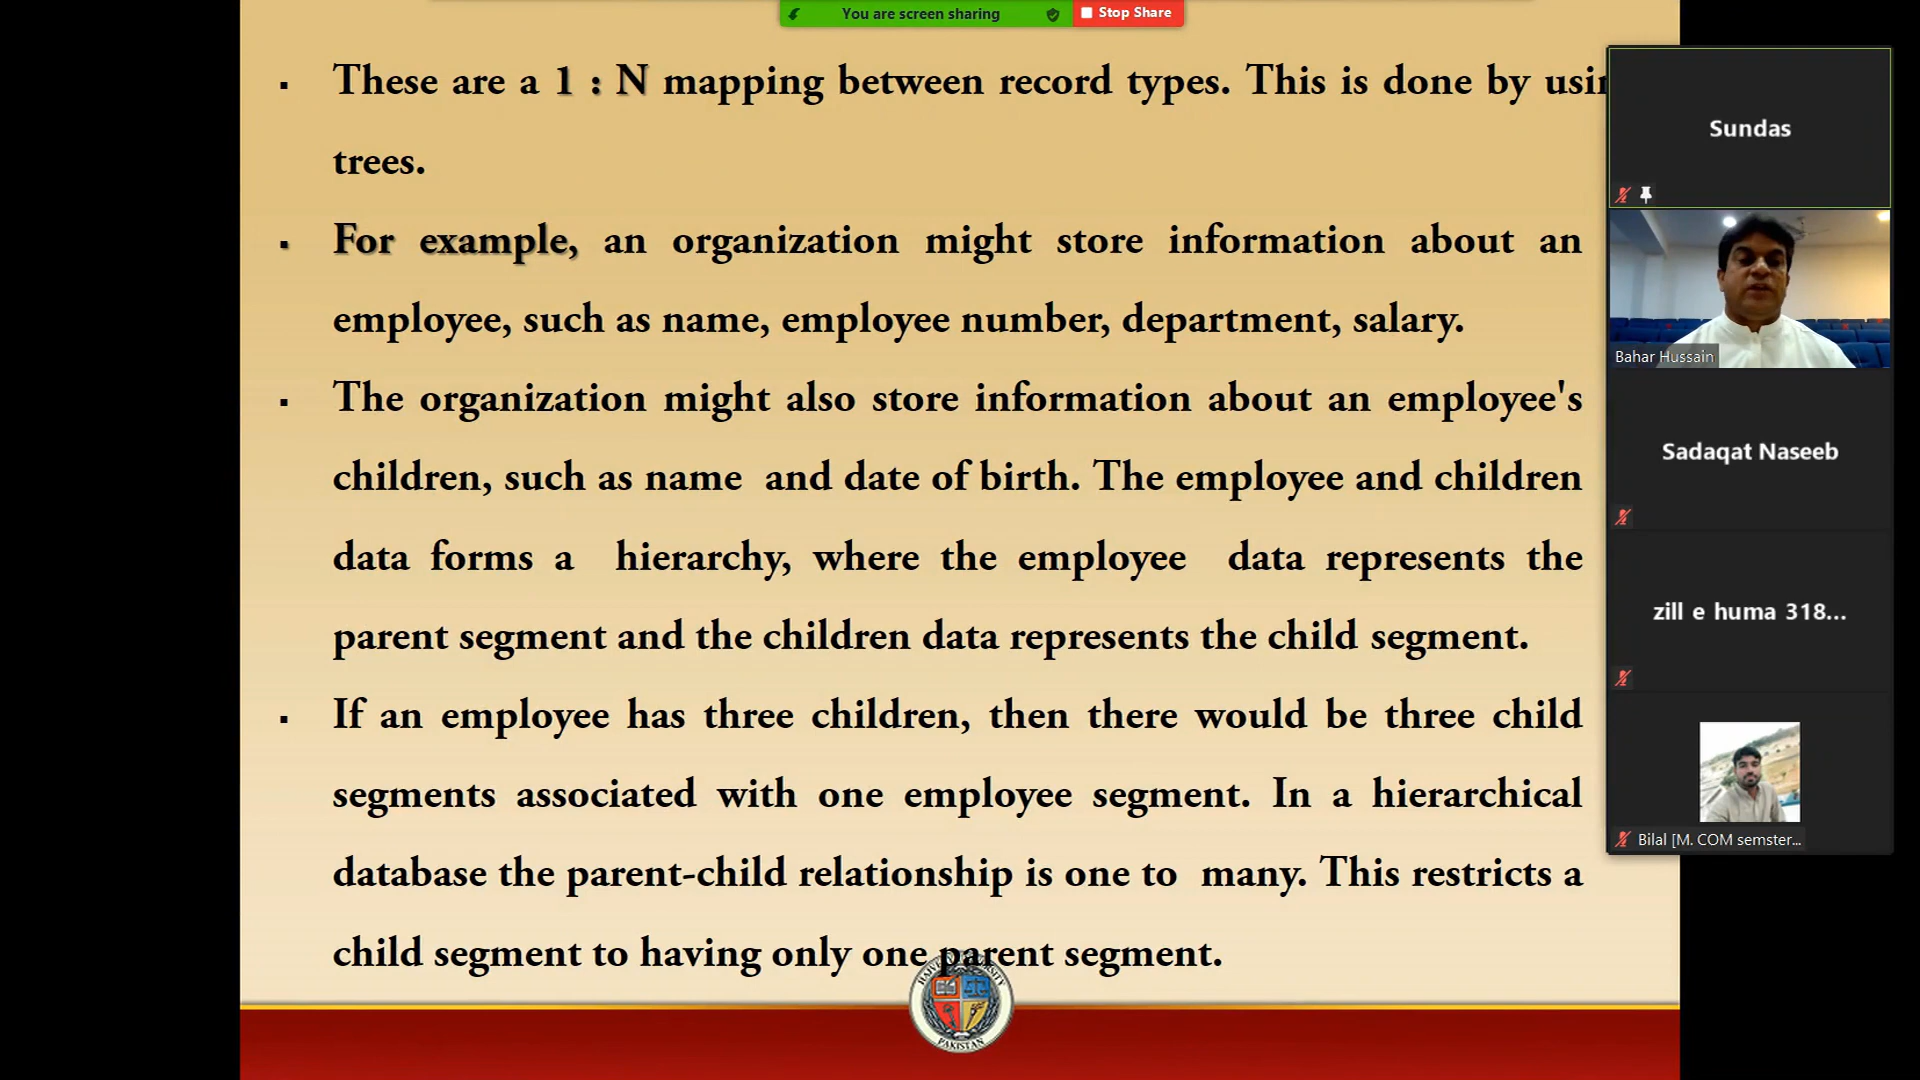 You are screen sharing
Stop Share
▪ These are a 1 : N mapping between record types. This is done by usin
trees.
▪ For example, an organization might store information about an
employee, such as name, employee number, department, salary.
▪ The organization might also store information about an employee's
children, such as name and date of birth. The employee and children
data forms a hierarchy, where the employee data represents the
parent segment and the children data represents the child segment.
▪ If an employee has three children, then there would be three child
segments associated with one employee segment. In a hierarchical
database the parent-child relationship is one to many. This restricts a
child segment to having only one parent segment.
PAKISTAN
Sundas
Bahar Hussain
Sadaqat Naseeb
zill e huma 318...
Bilal [M. COM semster...